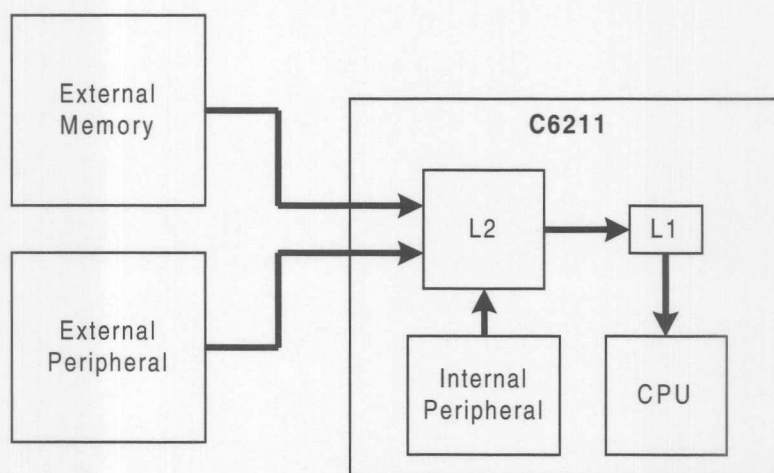 External
Memory
C6211
L2
L1
External
Peripheral
Internal
Peripheral
CPU